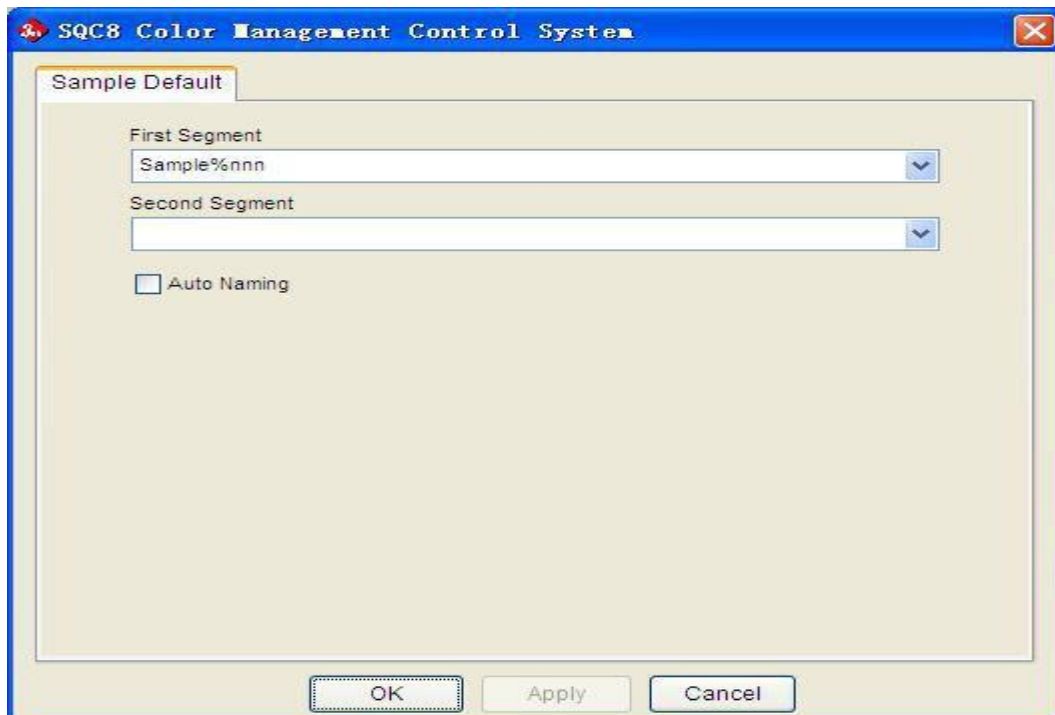 SQC8 Color Management Control System
Sample Default
First Segment
Sample%nnn
Second Segment
Auto Naming
OK Apply Cancel